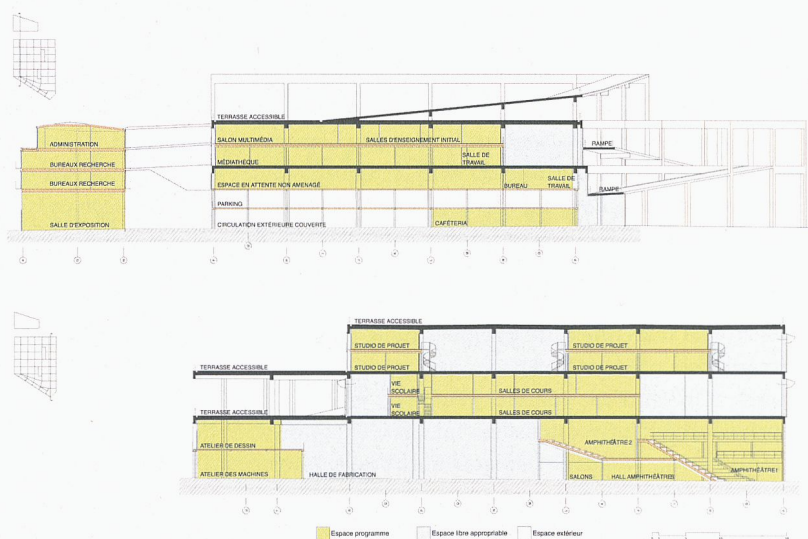 TERRASSE ACCESSIBLE
ADMINISTRATION
SALON MULTIMÉDIA
SALLES D'ENSEIGNEMENT INITIAL
RAMPE
BUREAUX RECHERCHE
MÉDIATHÈQUE
SALLE DE
TRAVAIL
BUREAUX RECHERCHE
ESPACE EN ATTENTE NON AMENAGÉ
BUREAU
SALLE DE
TRAVAIL
RAMPE
PARKING
SALLE D'EXPOSITION
CIRCULATION EXTÉRIEURE COUVERTE
CAFÉTERIA
TERRASSE ACCESSIBLE
STUDIO DE PROJET
STUDIO DE PROJET
STUDIO DE PROJET
STUDIO DE PROJET
TERRASSE ACCESSIBLE
VIE
SCOLAIRE
SALLES DE COURS
VIE
SCOLAIRE
SALLES DE COURS
TERRASSE ACCESSIBLE
ATELIER DE DESSIN
AMPHITHÉÂTRE 2
ATELIER DES MACHINES
HALLE DE FABRICATION
SALONS
HALL AMPHITHÉÂTRES
AMPHITHÉÂTRE 1
Espace programme
Espace libre appropriable
Espace extérieur